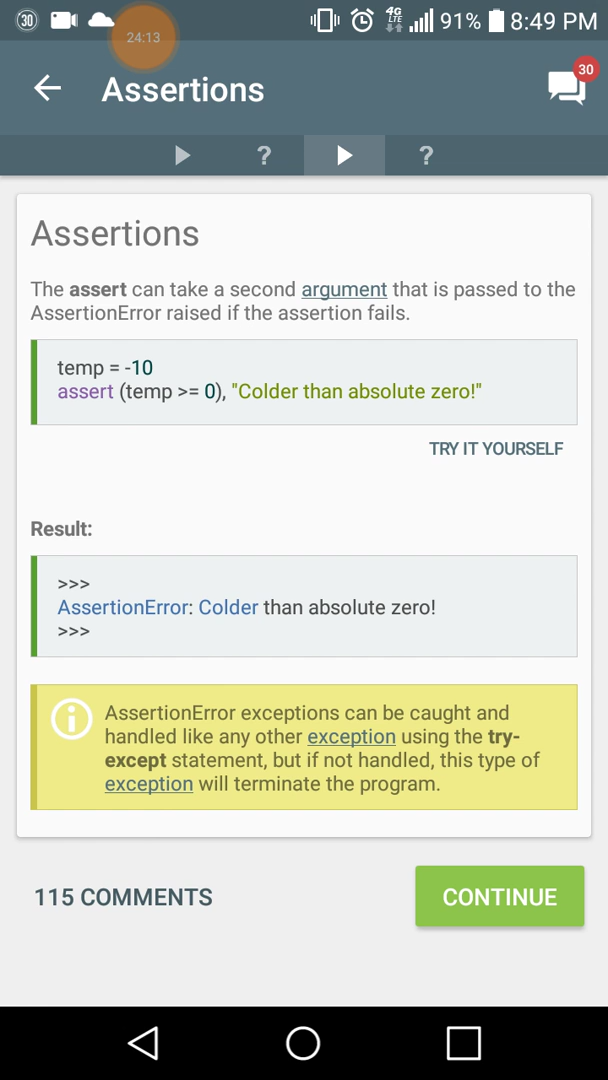 30 4G LTE 91% 8:49 PM
24:13
Assertions
30
? ?
Assertions
The assert can take a second argument that is passed to the
AssertionError raised if the assertion fails.
temp = -10
assert (temp >= 0), "Colder than absolute zero!"
TRY IT YOURSELF
Result:
>>>
AssertionError: Colder than absolute zero!
>>>
AssertionError exceptions can be caught and
handled like any other exception using the try-
except statement, but if not handled, this type of
exception will terminate the program.
115 COMMENTS
CONTINUE